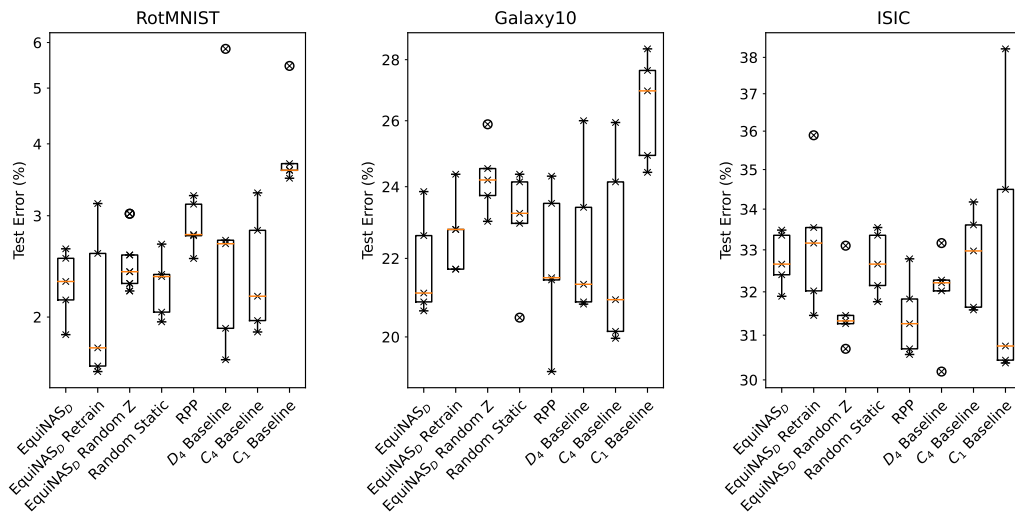 RotMNIST
Test Error (%)
6
5
4
3
2
EquiNAS_D
EquiNAS_D Retrain
EquiNAS_D Random Z
Random Static
RPP
D_4 Baseline
C_4 Baseline
C_1 Baseline
Galaxy10
Test Error (%)
28
26
24
22
20
EquiNAS_D
EquiNAS_D Retrain
EquiNAS_D Random Z
Random Static
RPP
D_4 Baseline
C_4 Baseline
C_1 Baseline
ISIC
Test Error (%)
38
37
36
35
34
33
32
31
30
EquiNAS_D
EquiNAS_D Retrain
EquiNAS_D Random Z
Random Static
RPP
D_4 Baseline
C_4 Baseline
C_1 Baseline